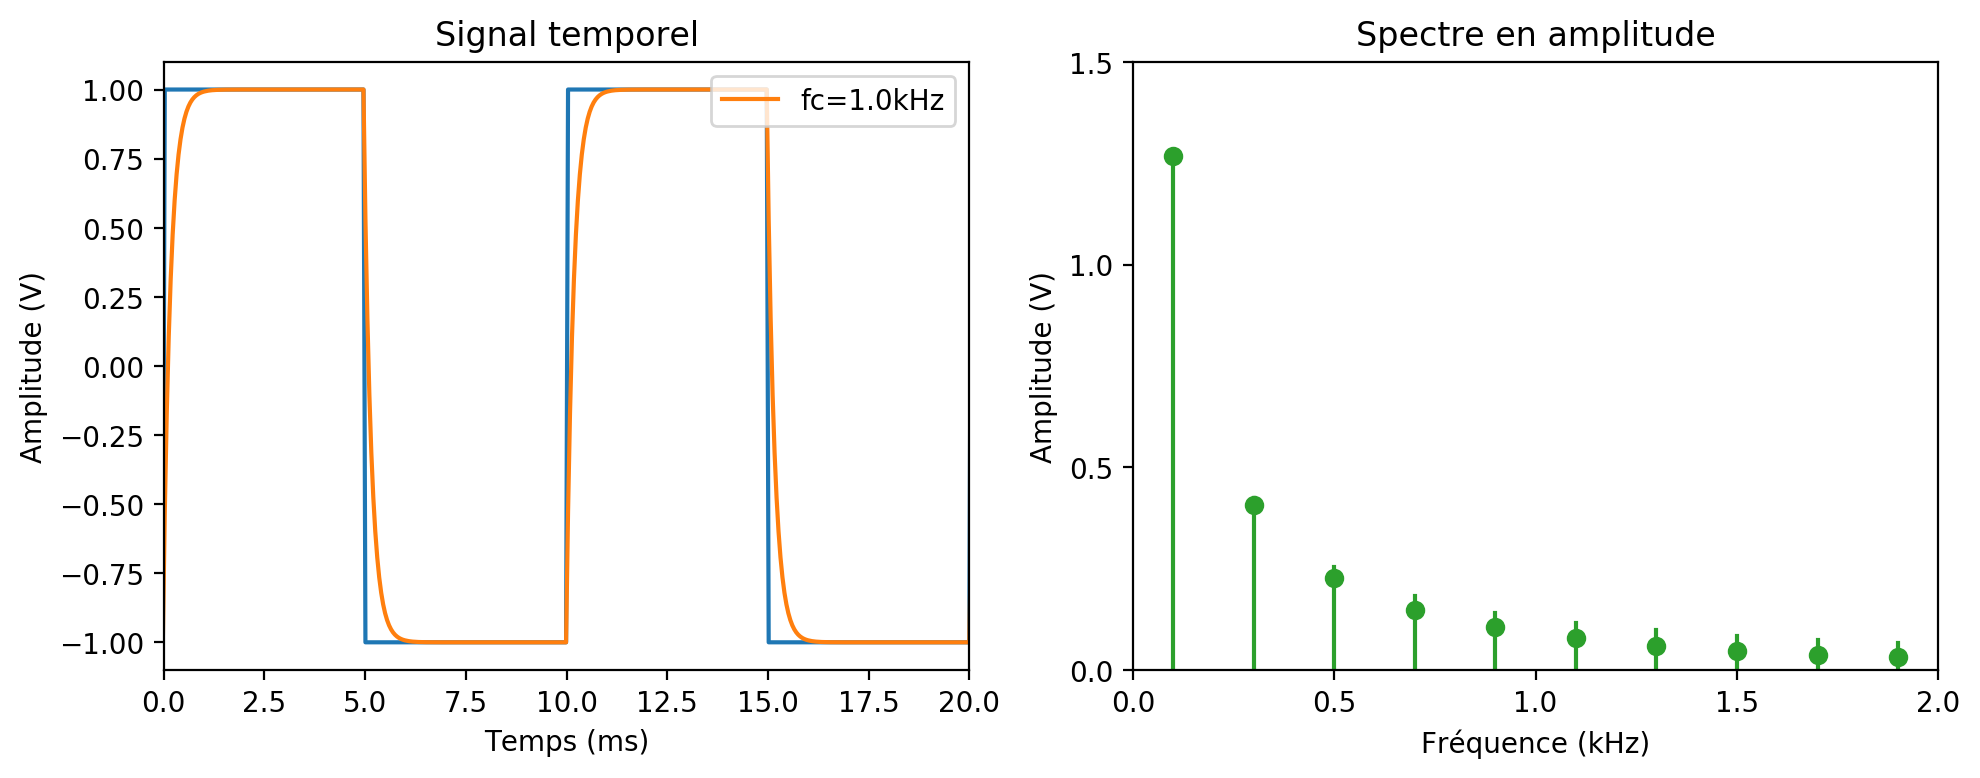 Signal temporel
fc=1.0kHz
1.00
0.75
0.50
0.25
0.00
−0.25
−0.50
−0.75
−1.00
Amplitude (V)
0.0 2.5 5.0 7.5 10.0 12.5 15.0 17.5 20.0
Temps (ms)
Spectre en amplitude
1.5
1.0
0.5
0.0
Amplitude (V)
0.0 0.5 1.0 1.5 2.0
Fréquence (kHz)